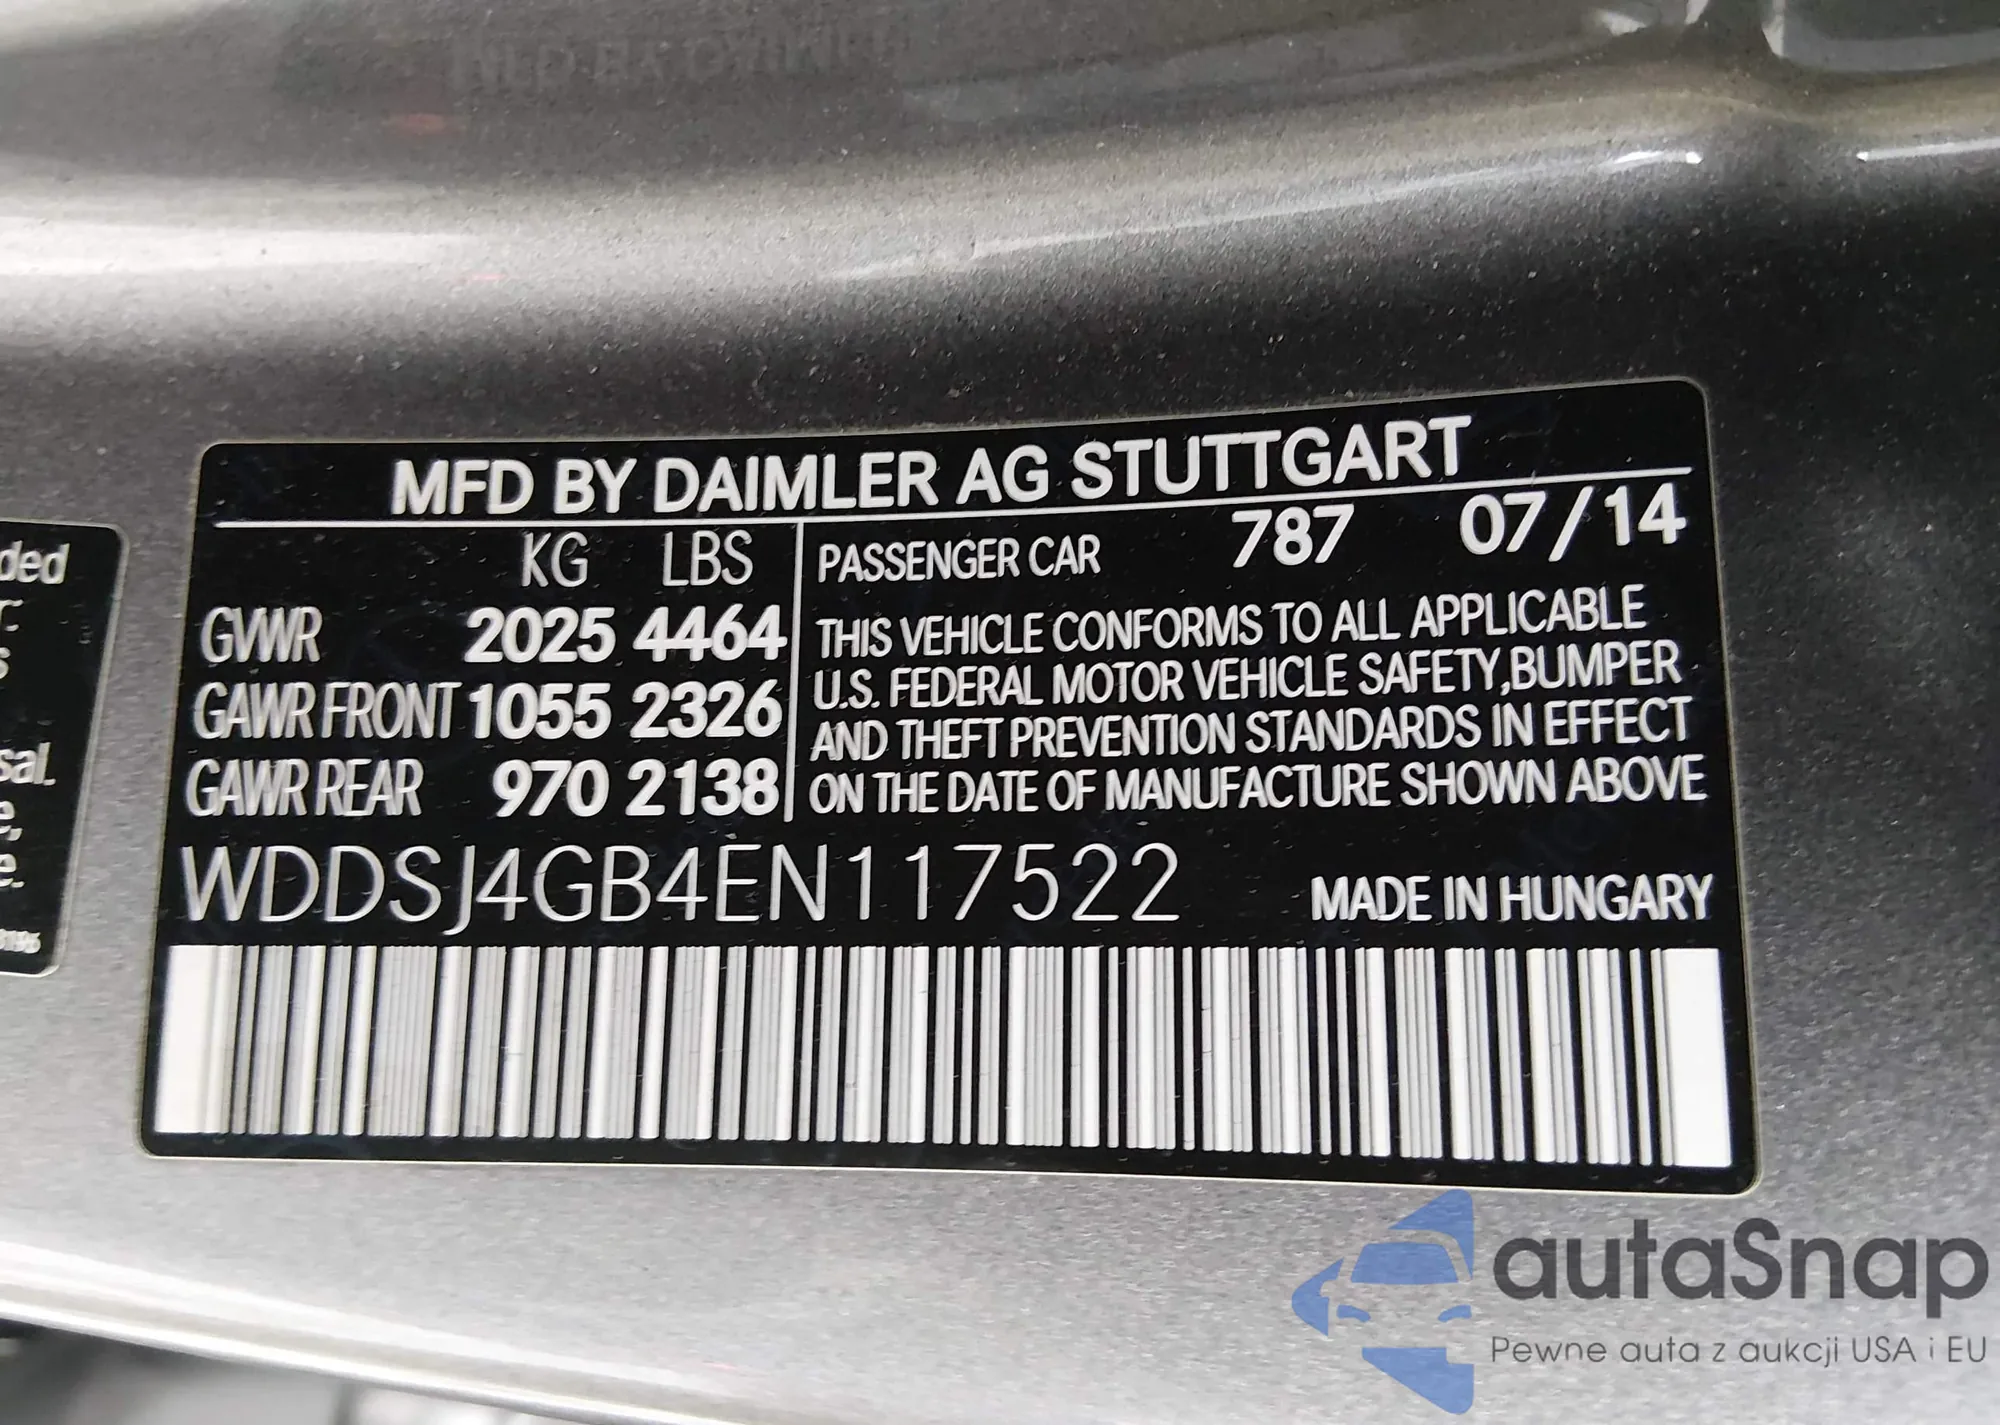 MFD BY DAIMLER AG STUTTGART
KG LBS
GVWR 2025 4464
GAWR FRONT 1055 2326
GAWR REAR 970 2138
PASSENGER CAR 787 07/14
THIS VEHICLE CONFORMS TO ALL APPLICABLE
U.S. FEDERAL MOTOR VEHICLE SAFETY,BUMPER
AND THEFT PREVENTION STANDARDS IN EFFECT
ON THE DATE OF MANUFACTURE SHOWN ABOVE
WDDSJ4GB4EN117522
MADE IN HUNGARY
ded
sal.
e,
e.
autaSnap
Pewne auta z aukcji USA i EU